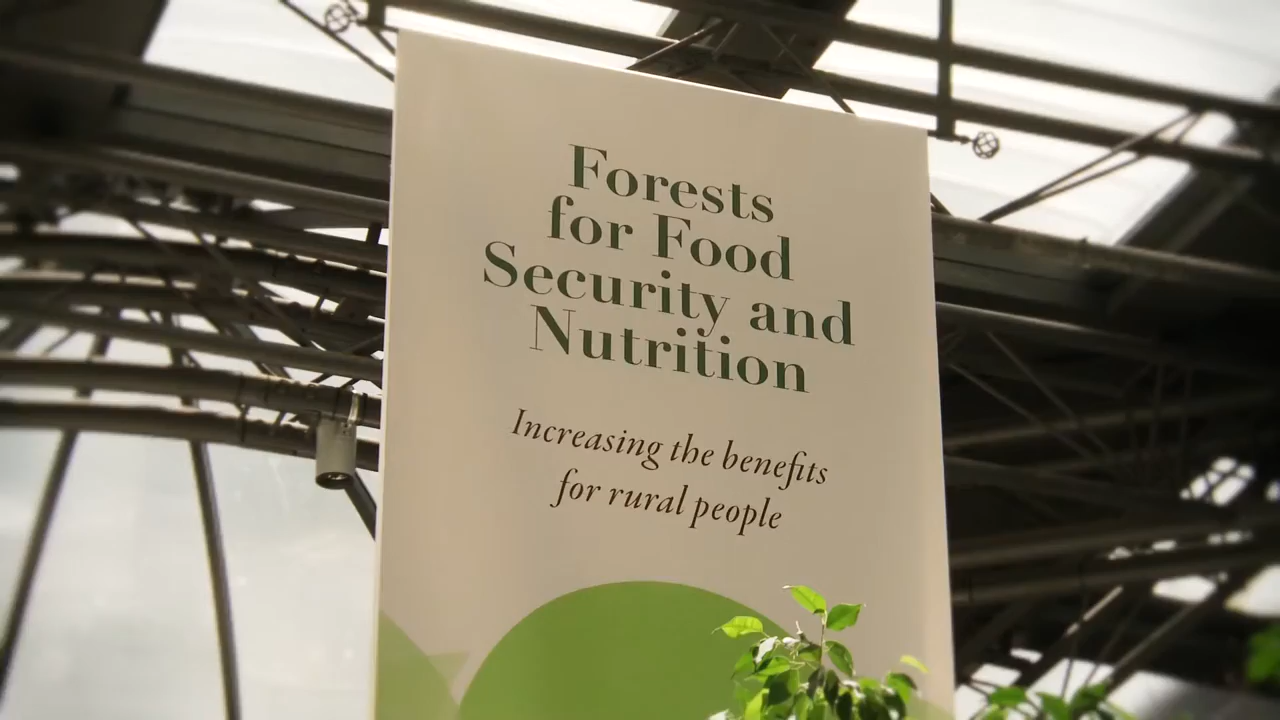 Forests
for Food
Security and
Nutrition
Increasing the benefits
for rural people